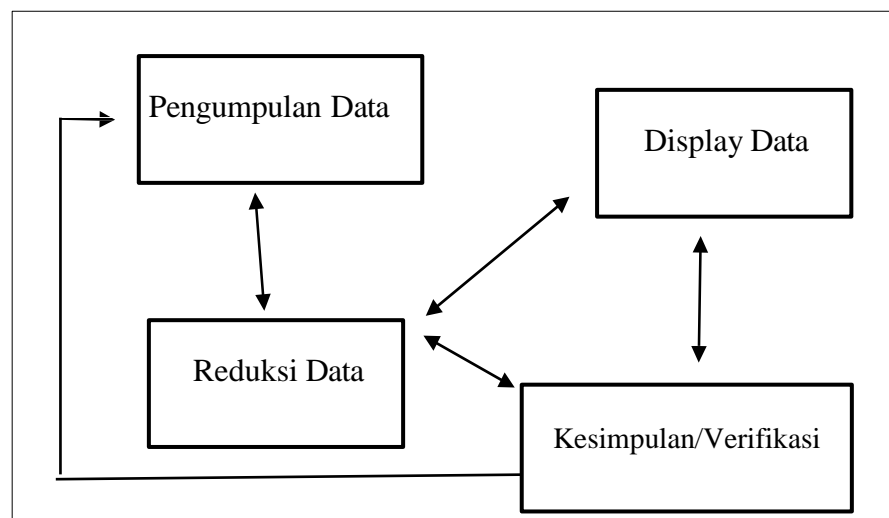 Pengumpulan Data
Display Data
Reduksi Data
Kesimpulan/Verifikasi